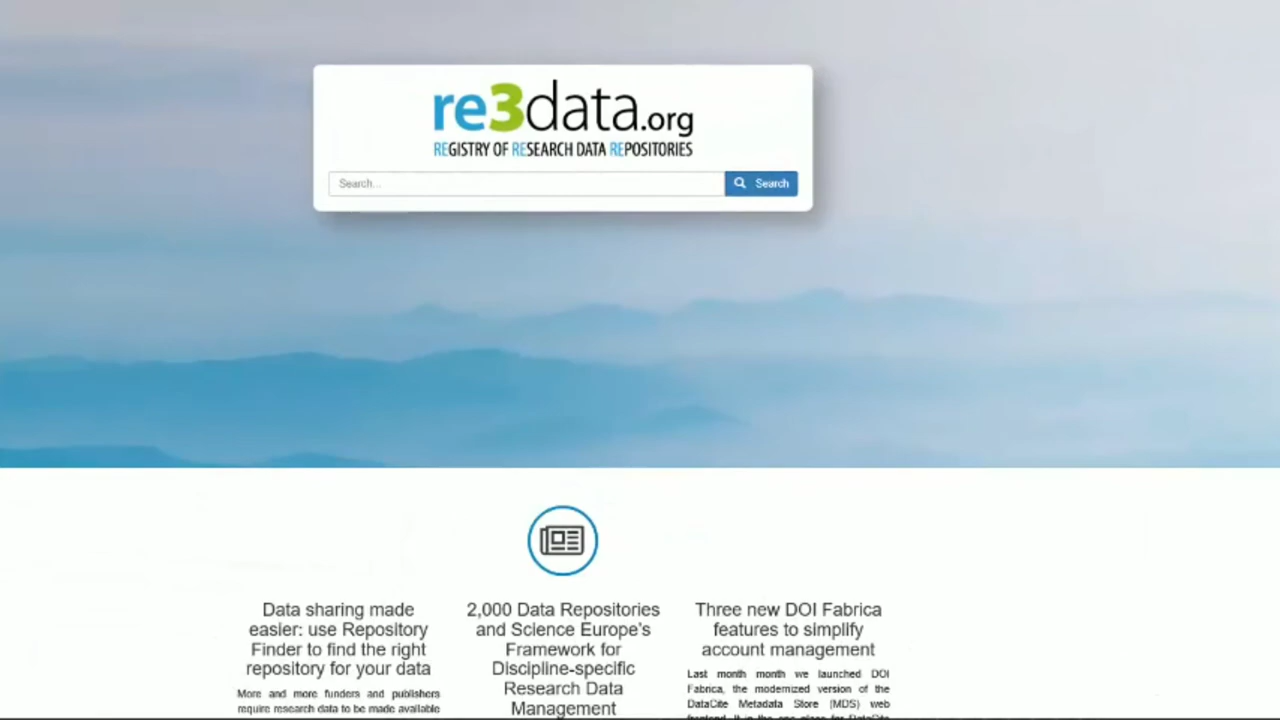 re3data.org
REGISTRY OF RESEARCH DATA REPOSITORIES
Search...
Search
Data sharing made
easier: use Repository
Finder to find the right
repository for your data
More and more funders and publishers
require research data to be made available
2,000 Data Repositories
and Science Europe's
Framework for
Discipline-specific
Research Data
Management
Three new DOI Fabrica
features to simplify
account management
Last month month we launched DOI
Fabrica, the modernized version of the
DataCite Metadata Store (MDS) web